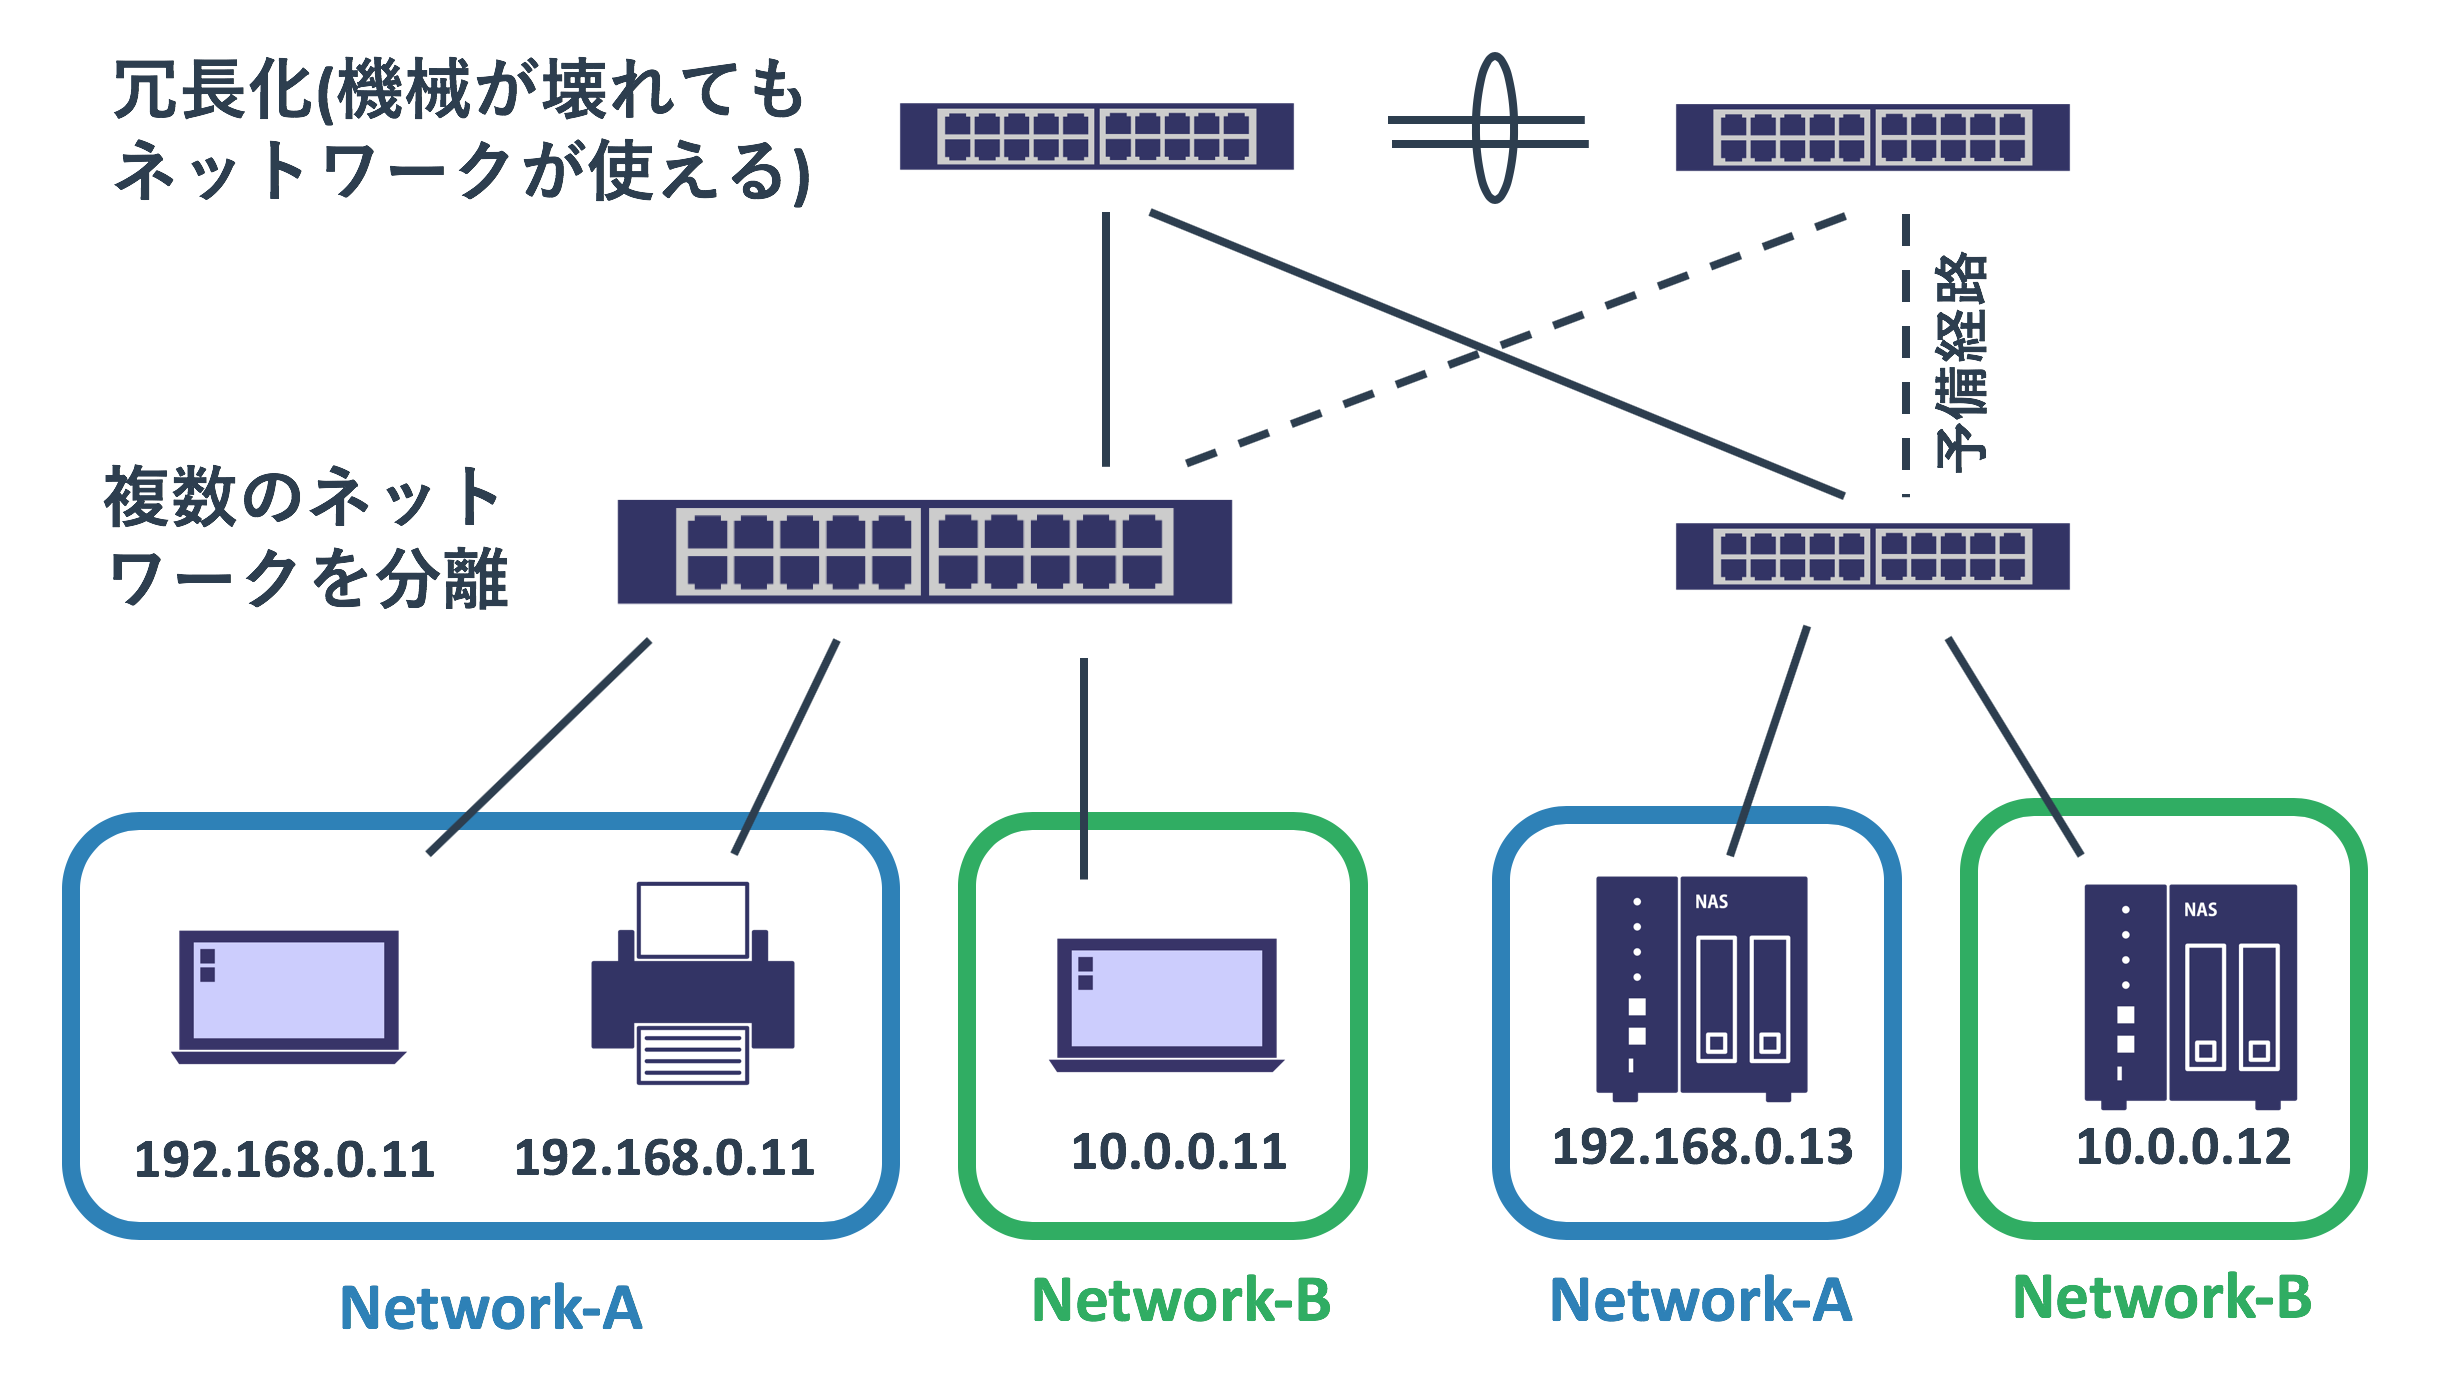 冗長化(機械が壊れても
ネットワークが使える)
予備経路
複数のネット
ワークを分離
NAS
NAS
192.168.0.11
192.168.0.11
10.0.0.11
192.168.0.13
10.0.0.12
Network-A
Network-B
Network-A
Network-B